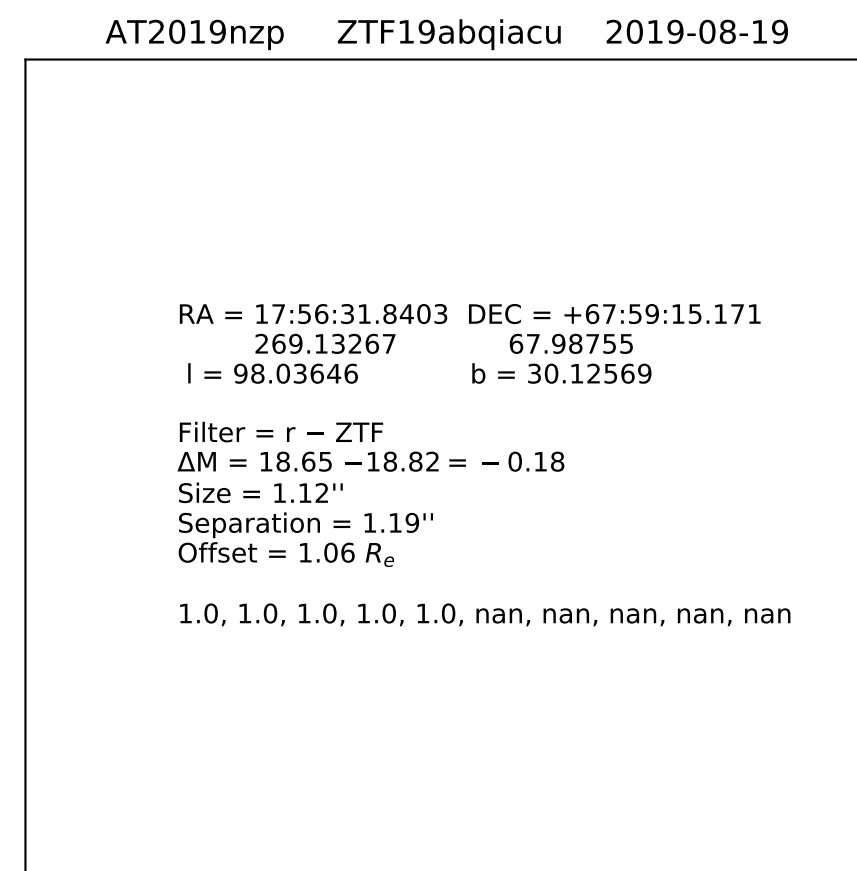 AT2019nzp ZTF19abqiacu 2019-08-19
RA = 17:56:31.8403 DEC = +67:59:15.171
269.13267 67.98755
l = 98.03646 b = 30.12569
Filter = r − ZTF
ΔM = 18.65 −18.82 = − 0.18
Size = 1.12''
Separation = 1.19''
Offset = 1.06 Re
1.0, 1.0, 1.0, 1.0, 1.0, nan, nan, nan, nan, nan